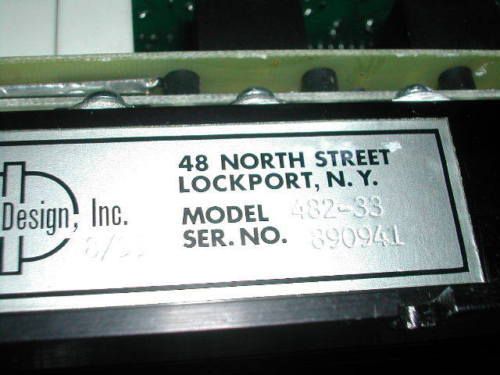 48 NORTH STREET
LOCKPORT, N. Y.
Design, Inc.
MODEL 482-33
SER. NO. 890941